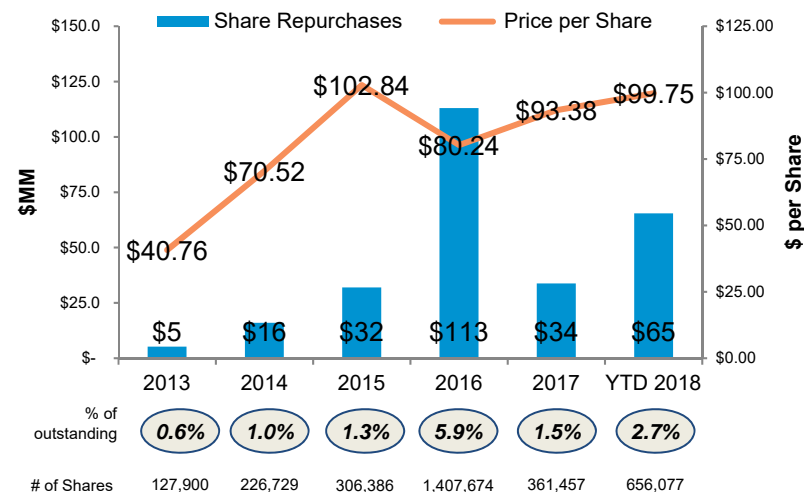 Share Repurchases Price per Share
$150.0
$125.0
$100.0
$75.0
$50.0
$25.0
$-
$MM
$125.00
$100.00
$75.00
$50.00
$25.00
$0.00
$ per Share
$40.76 $70.52 $102.84 $80.24 $93.38 $99.75
$5 $16 $32 $113 $34 $65
2013 2014 2015 2016 2017 YTD 2018
% of
outstanding 0.6% 1.0% 1.3% 5.9% 1.5% 2.7%
# of Shares 127,900 226,729 306,386 1,407,674 361,457 656,077